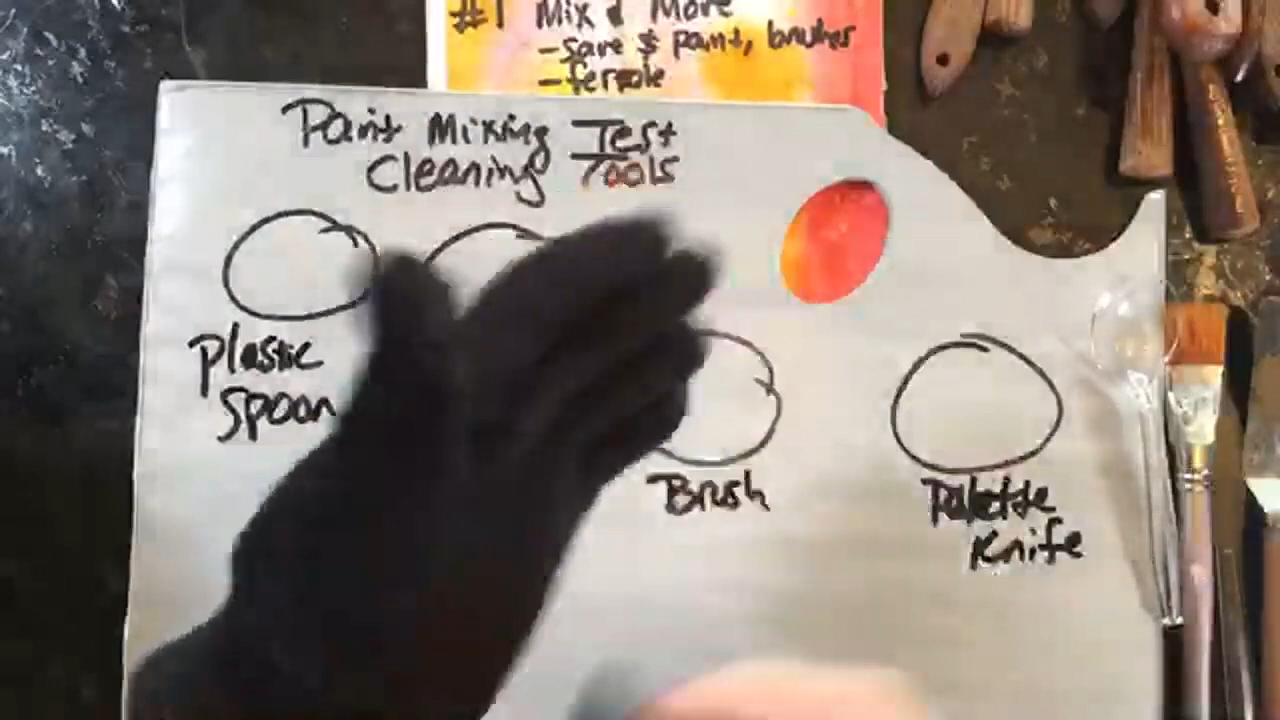 #1 Mix & More
-save $ paint, brushes
-ferrule
Paint Mixing Test
Cleaning Tools
Plastic
Spoon
Brush
Palette
Knife